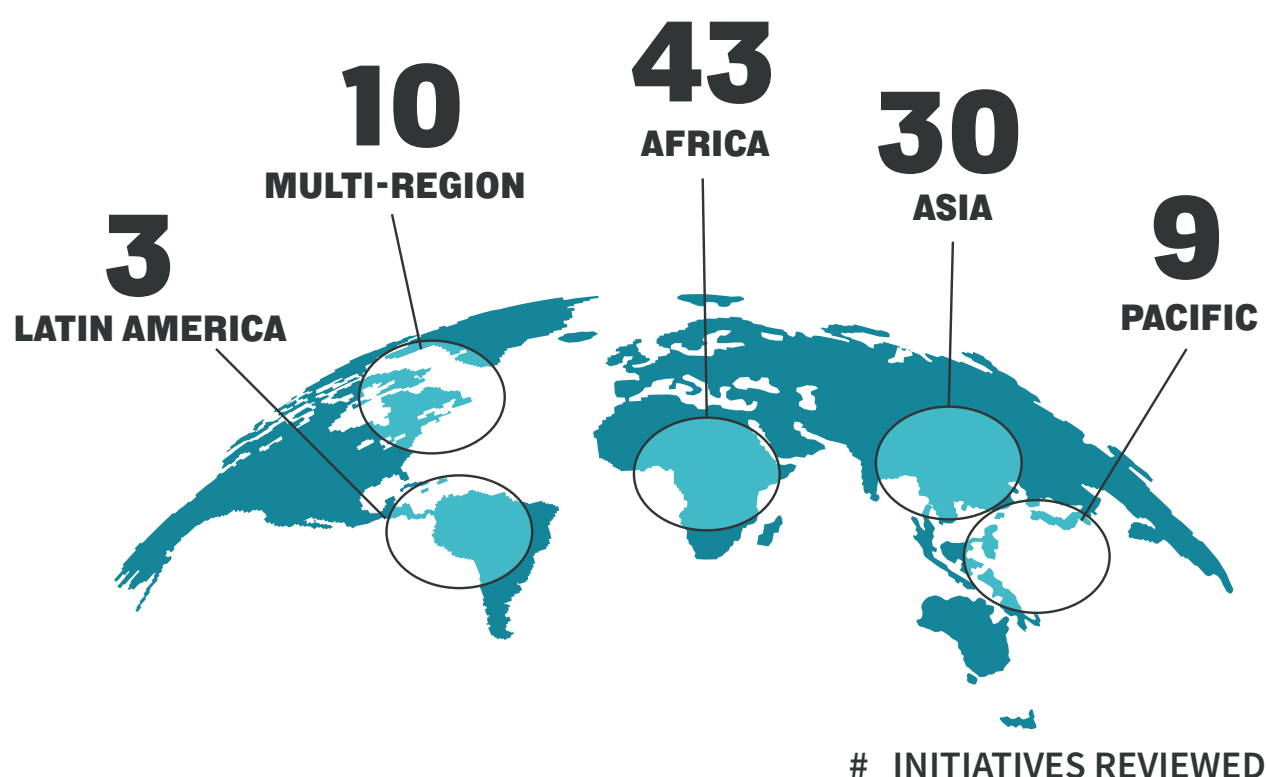 3
LATIN AMERICA
10
MULTI-REGION
43
AFRICA
30
ASIA
9
PACIFIC
# INITIATIVES REVIEWED